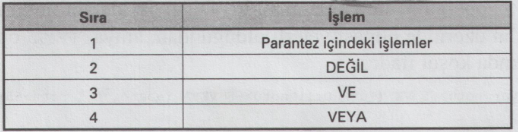 Sıra İşlem
1 Parantez içindeki işlemler
2 DEĞİL
3 VE
4 VEYA